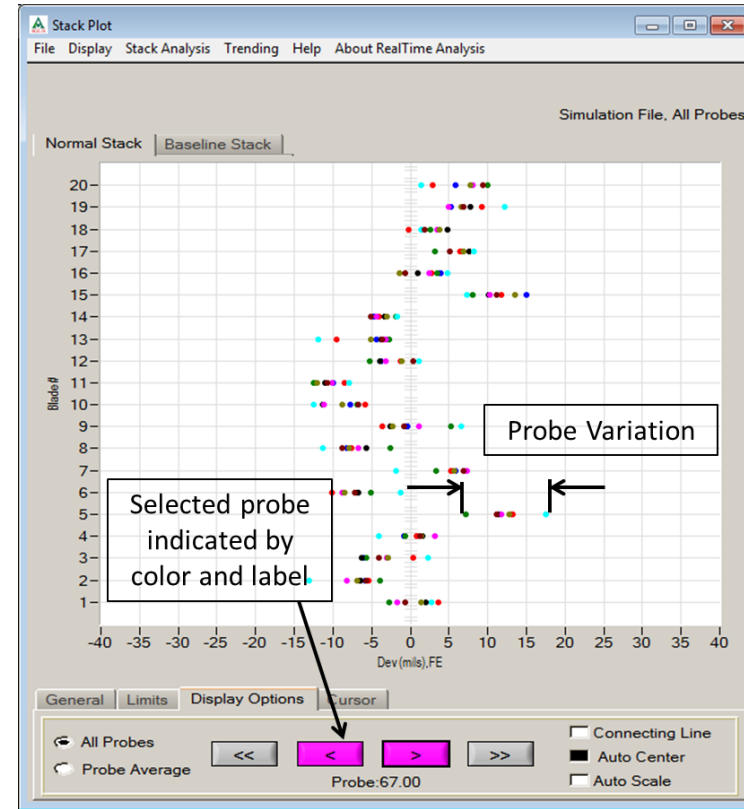 Stack Plot
File Display Stack Analysis Trending Help About RealTime Analysis
Simulation File, All Probes
Normal Stack Baseline Stack
20
19
18
17
16
15
14
13
12
11
10
9
8
7
6
5
4
3
2
1
Blade#
Probe Variation
Selected probe
indicated by
color and label
-40 -35 -30 -25 -20 -15 -10 -5 0 5 10 15 20 25 30 35 40
Dev(mils),FE
General Limits Display Options Cursor
All Probes
Probe Average
<< < > >>
Probe:67.00
Connecting Line
Auto Center
Auto Scale